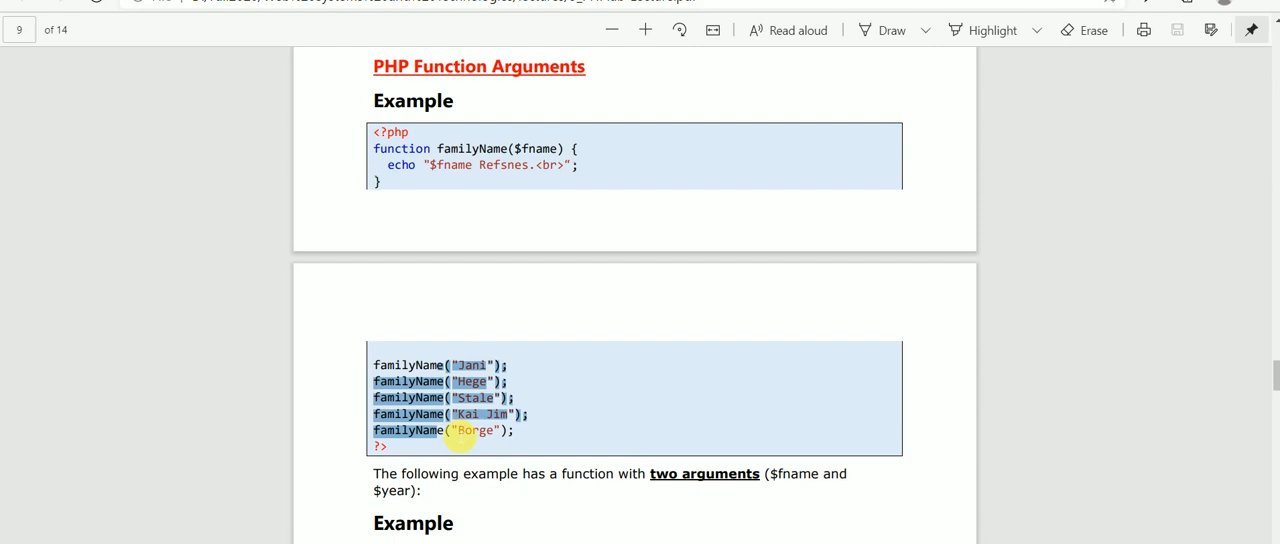 9 of 14
Read aloud
Draw
Highlight
Erase
PHP Function Arguments
Example
<?php
function familyName($fname) {
echo "$fname Refsnes.<br>";
}
familyName("Jani");
familyName("Hege");
familyName("Stale");
familyName("Kai Jim");
familyName("Borge");
?>
The following example has a function with two arguments ($fname and
$year):
Example